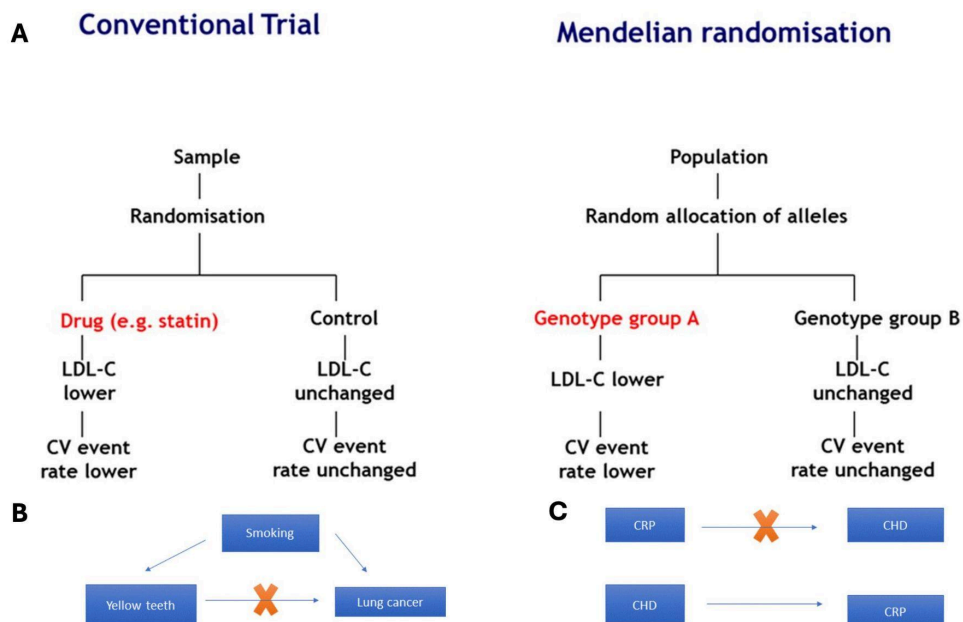 A
Conventional Trial
Sample
Randomisation
Drug (e.g. statin)
Control
LDL-C
lower
LDL-C
unchanged
CV event
rate lower
CV event
rate unchanged
Mendelian randomisation
Population
Random allocation of alleles
Genotype group A
Genotype group B
LDL-C lower
LDL-C
unchanged
CV event
rate lower
CV event
rate unchanged
B
Smoking
Yellow teeth
Lung cancer
C
CRP
CHD
CHD
CRP